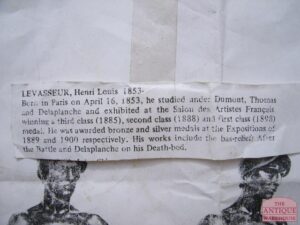 LEVASSEUR, Henri Louis 1853-
Born in Paris on April 16, 1853, he studied under Dumont, Thomas
and Delaplanche and exhibited at the Salon des Artistes Français
winning a third class (1885), second class (1888) and first class (1898)
medal. He was awarded bronze and silver medals at the Expositions of
1889 and 1900 respectively. His works include the bas-relief After
the Battle and Delaplanche on his Death-bed.
THE
ANTIQUE
WAREHOUSE